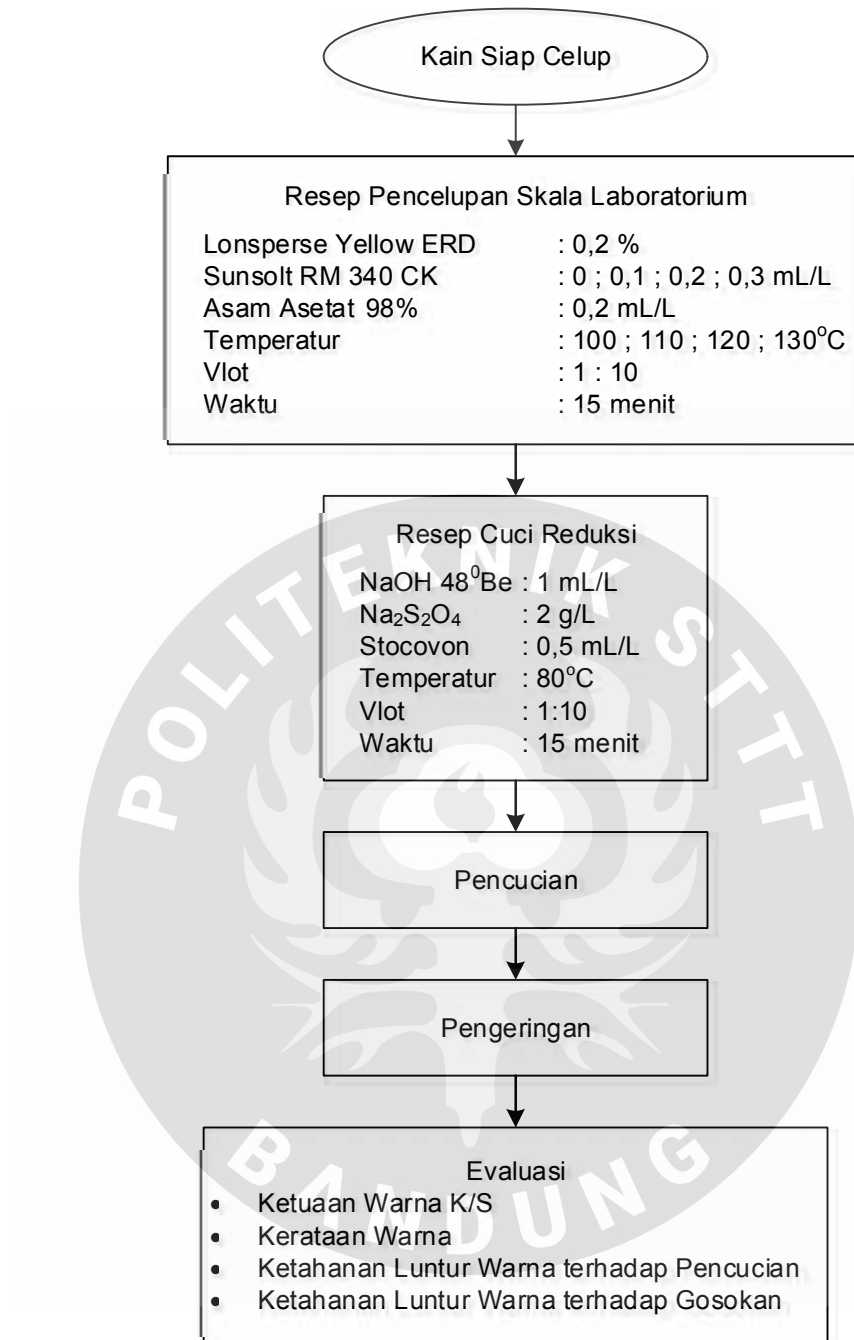 Kain Siap Celup
Resep Pencelupan Skala Laboratorium
Lonsperse Yellow ERD : 0,2 %
Sunsolt RM 340 CK : 0 ; 0,1 ; 0,2 ; 0,3 mL/L
Asam Asetat 98% : 0,2 mL/L
Temperatur : 100 ; 110 ; 120 ; 130°C
Vlot : 1 : 10
Waktu : 15 menit
Resep Cuci Reduksi
NaOH 48⁰Be : 1 mL/L
Na₂S₂O₄ : 2 g/L
Stocovon : 0,5 mL/L
Temperatur : 80°C
Vlot : 1:10
Waktu : 15 menit
Pencucian
Pengeringan
Evaluasi
• Ketuaan Warna K/S
• Kerataan Warna
• Ketahanan Luntur Warna terhadap Pencucian
• Ketahanan Luntur Warna terhadap Gosokan
POLITEKNIK STTT
BANDUNG